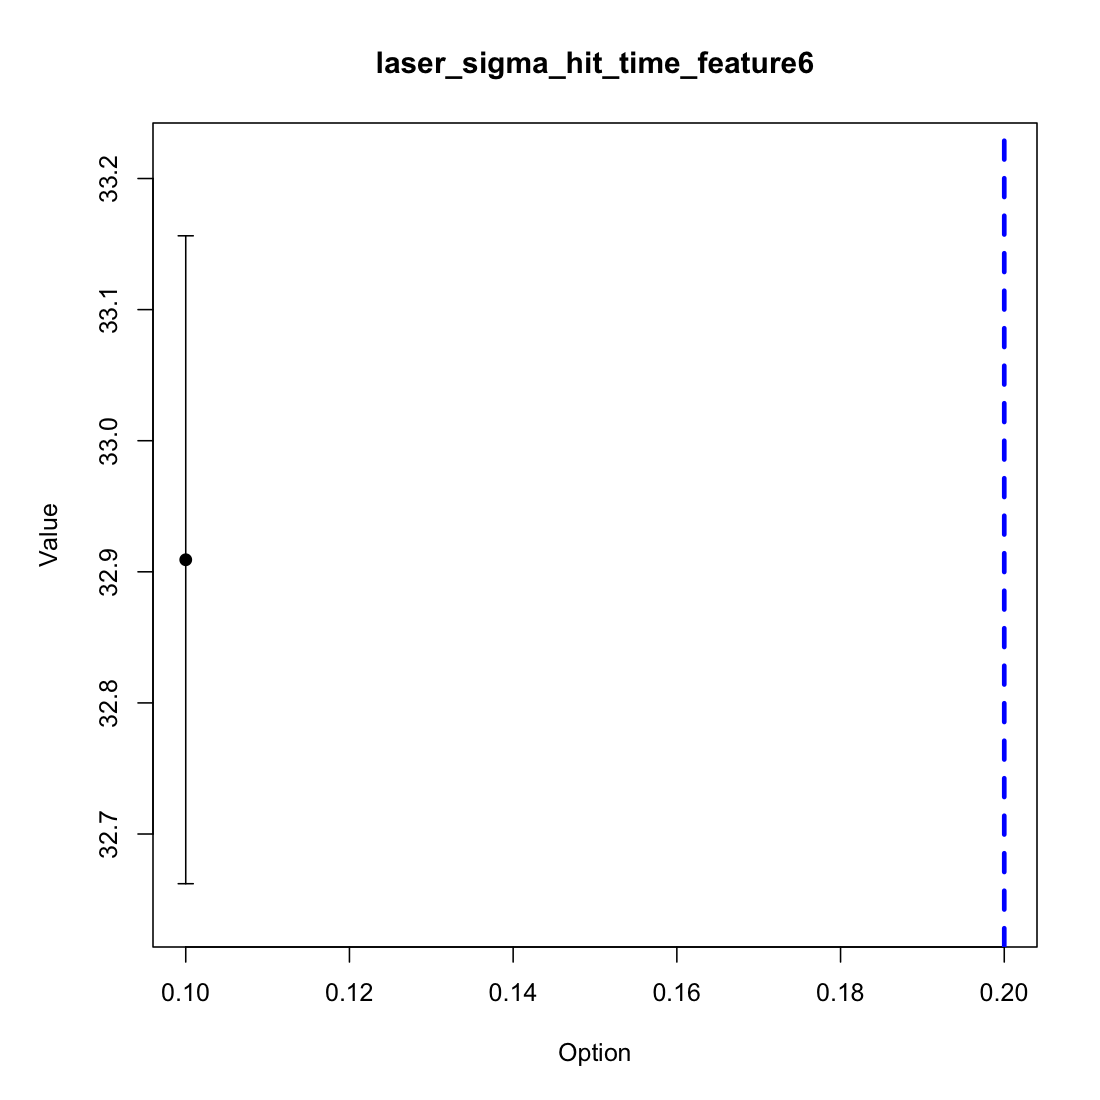 laser_sigma_hit_time_feature6
33.2
33.1
33.0
32.9
32.8
32.7
Value
0.10 0.12 0.14 0.16 0.18 0.20
Option